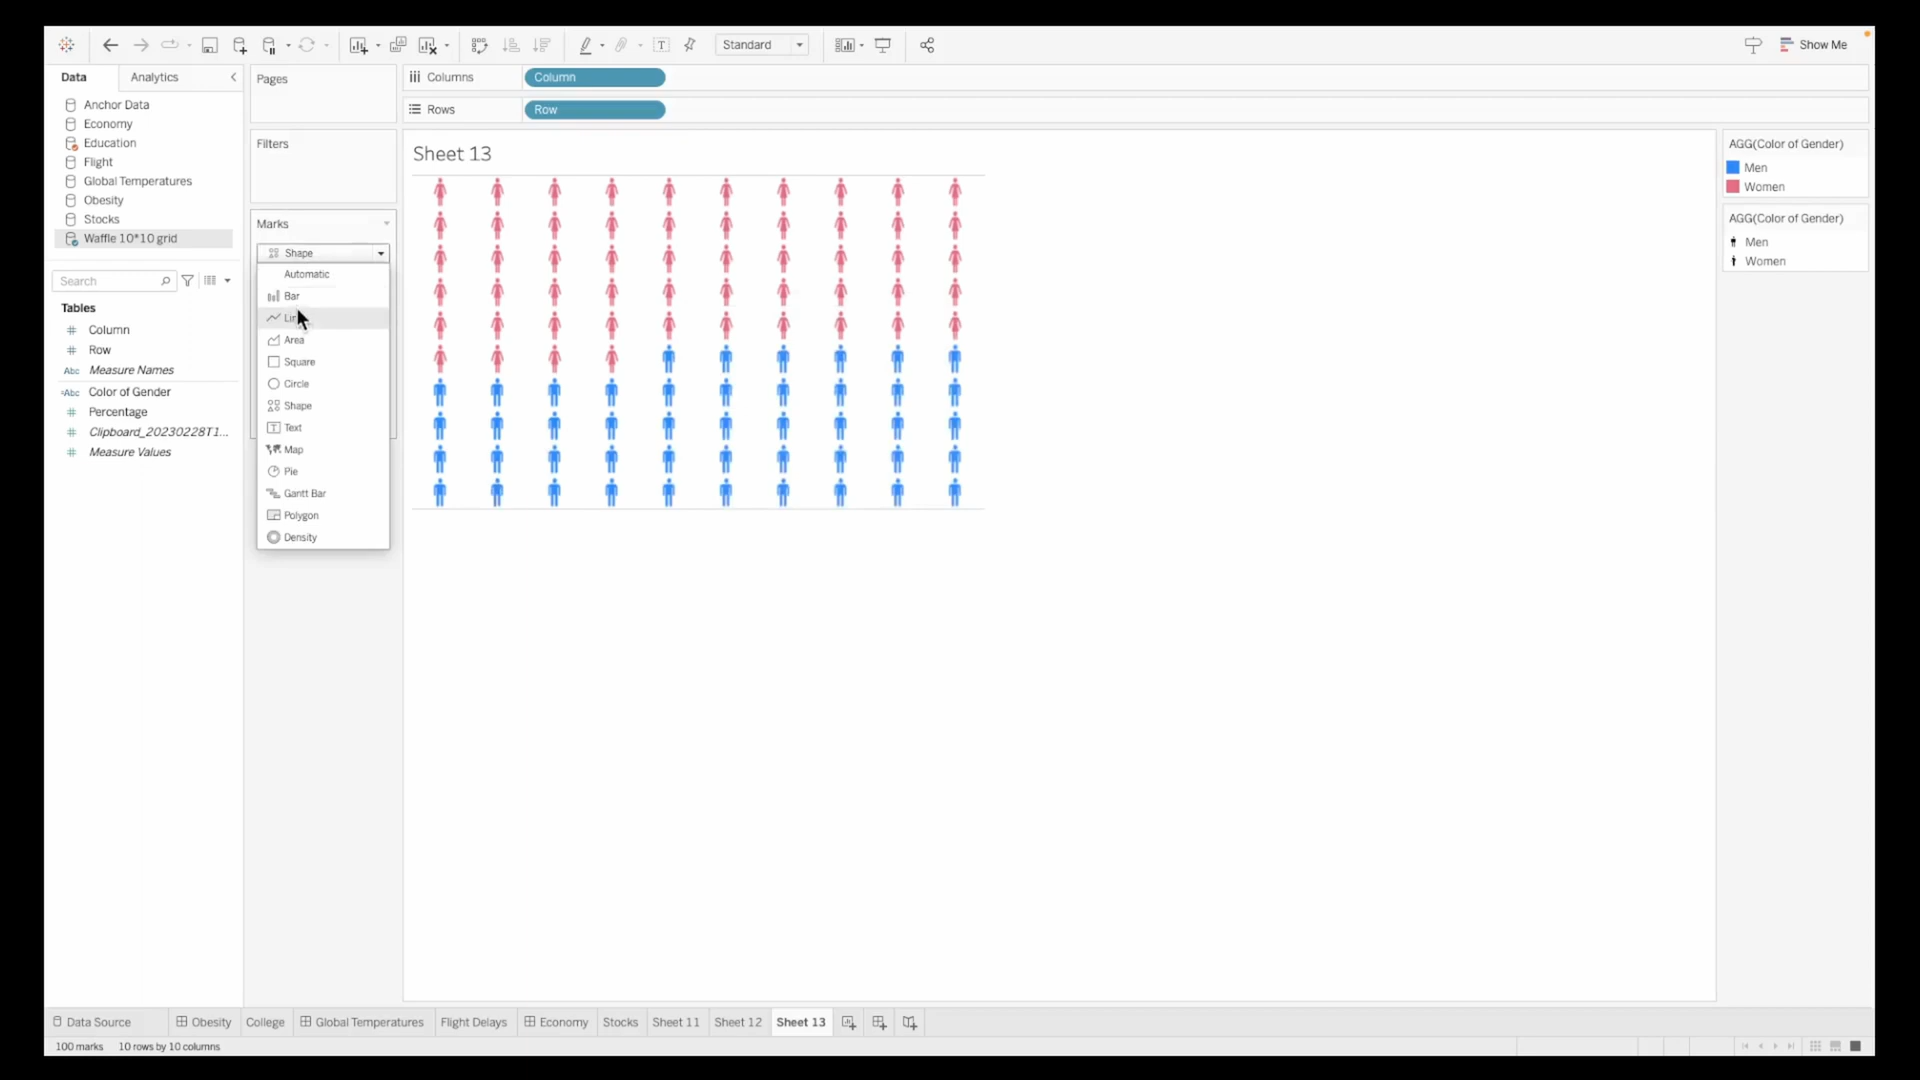 Standard
Show Me
Data
Analytics
Anchor Data
Economy
Education
Flight
Global Temperatures
Obesity
Stocks
Waffle 10*10 grid
Search
Tables
Column
Row
Abc Measure Names
=Abc Color of Gender
Percentage
Clipboard_20230228T1...
Measure Values
Pages
Filters
Marks
Shape
Automatic
Bar
Area
Square
Circle
Shape
Text
Map
Pie
Gantt Bar
Polygon
Density
Columns
Column
Rows
Row
Sheet 13
AGG(Color of Gender)
Men
Women
AGG(Color of Gender)
Men
Women
Data Source
Obesity
College
Global Temperatures
Flight Delays
Economy
Stocks
Sheet 11
Sheet 12
Sheet 13
100 marks
10 rows by 10 columns